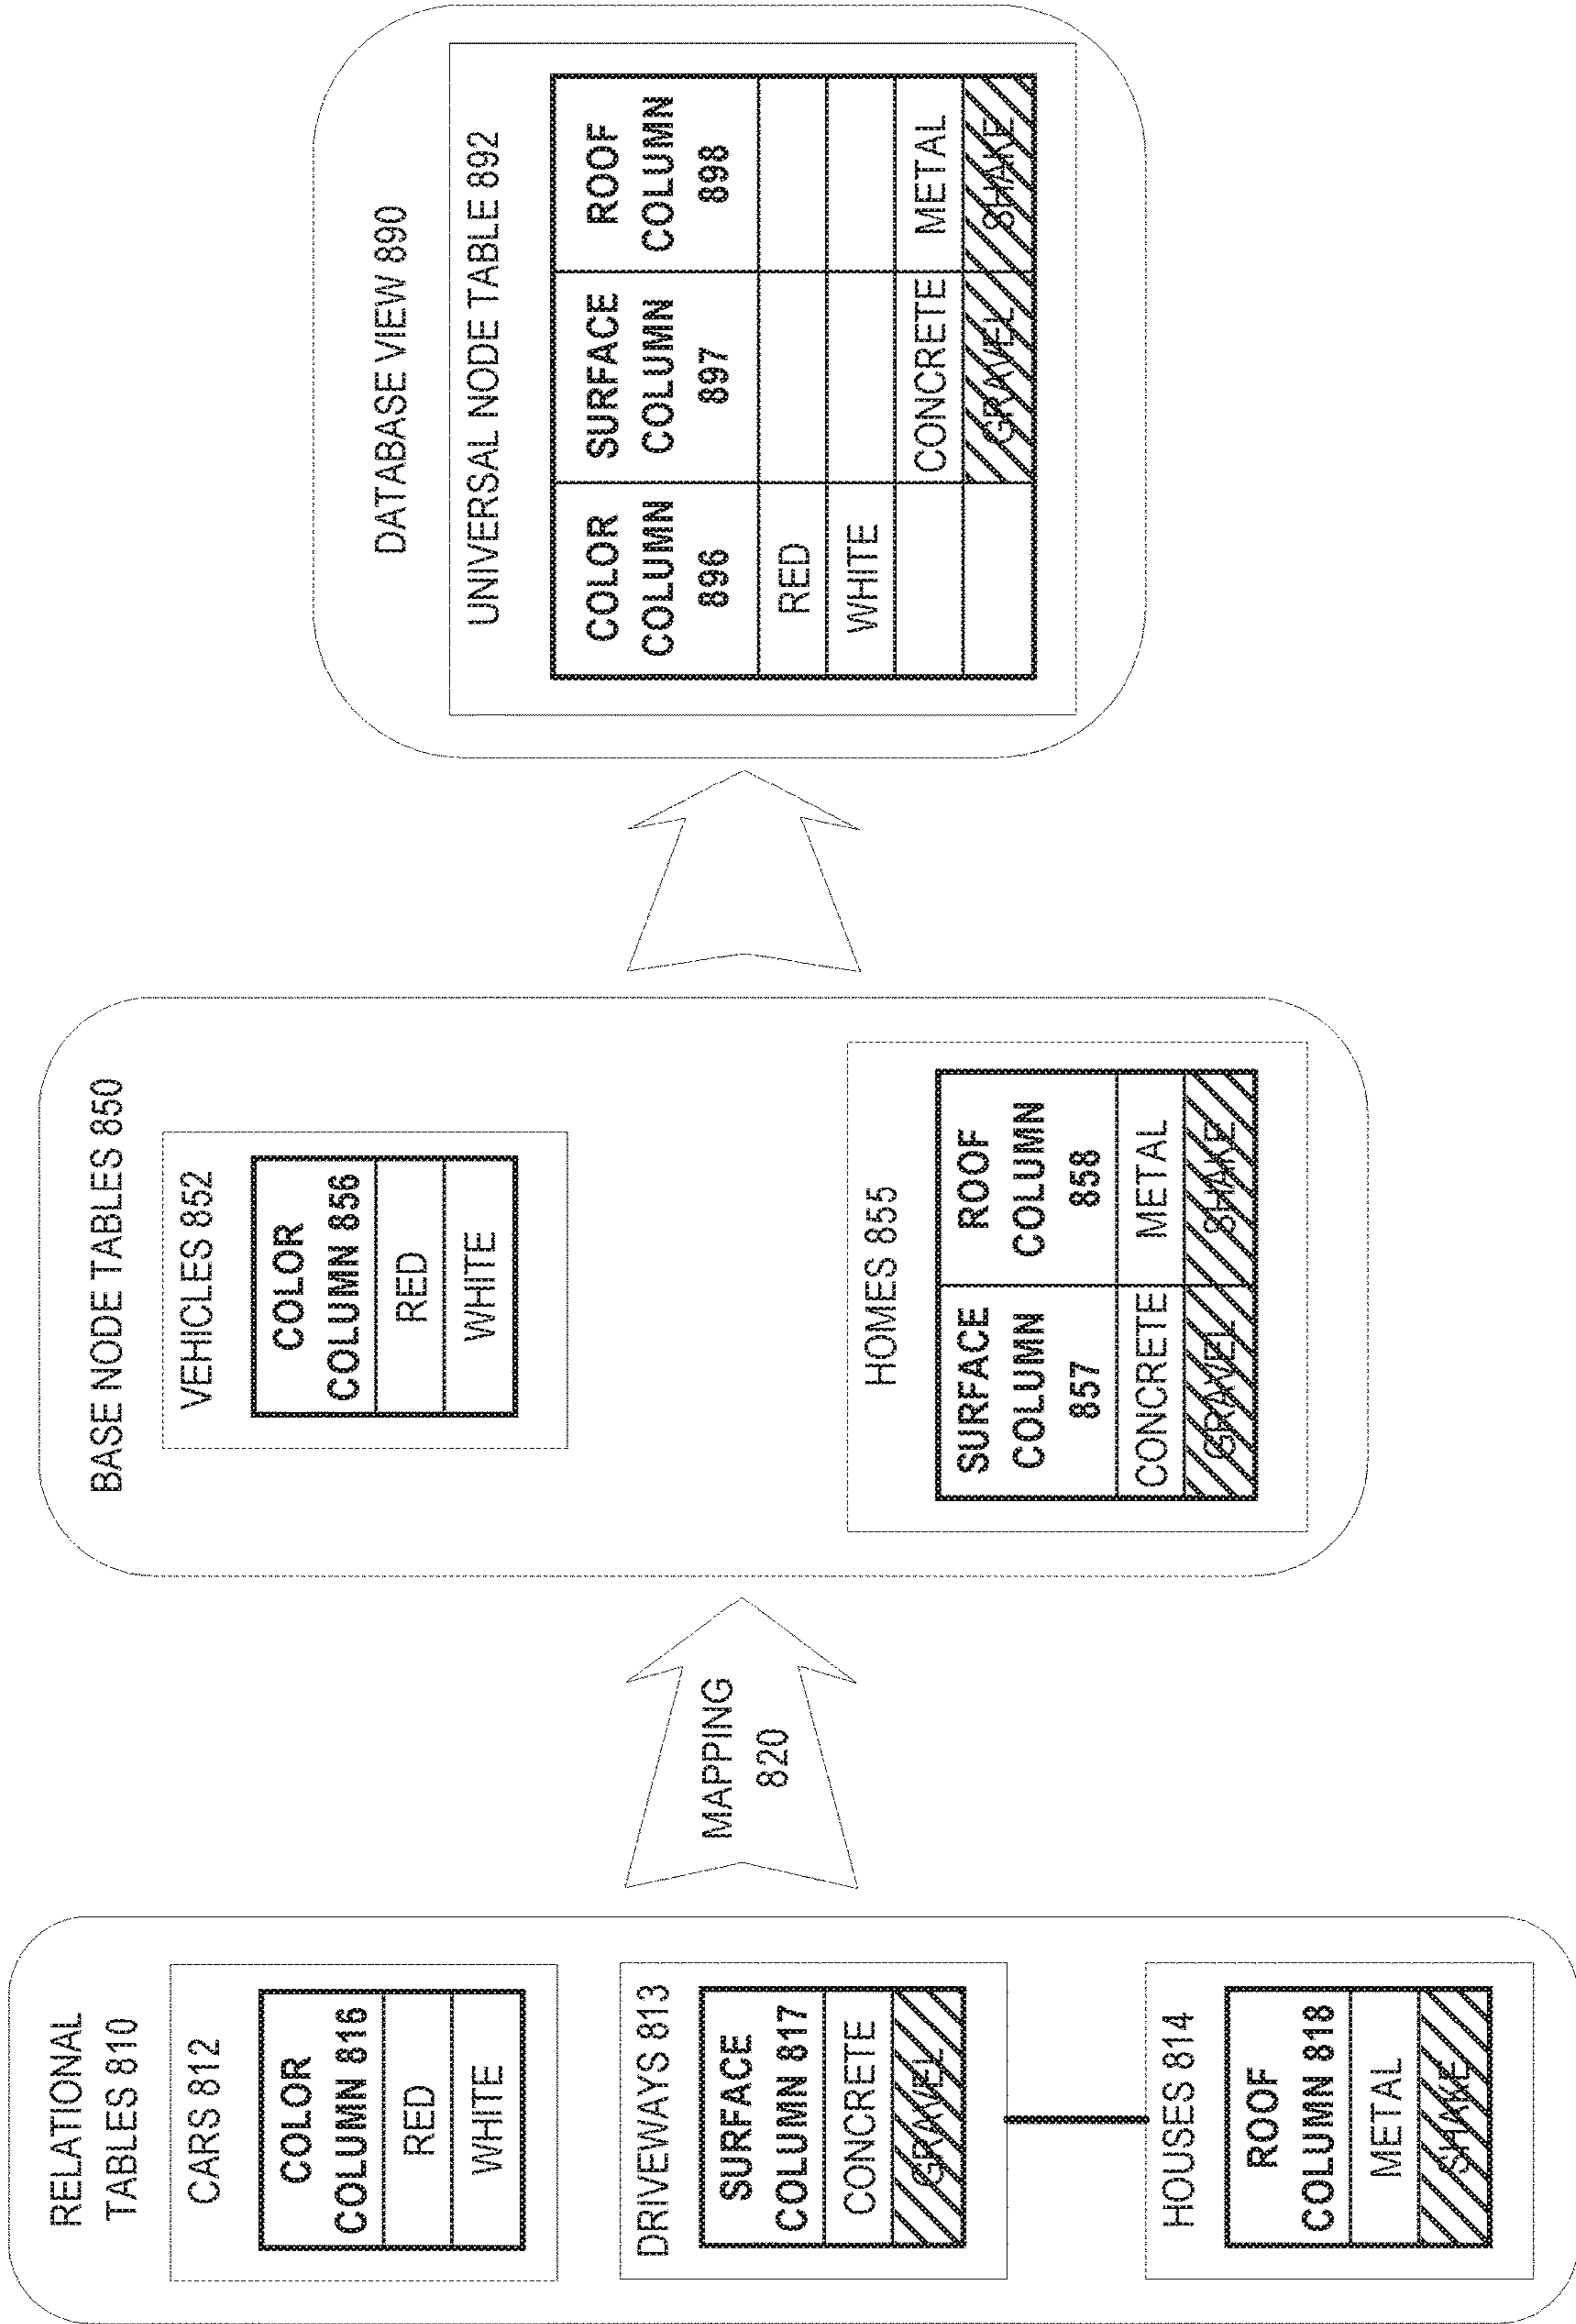 RELATIONAL
TABLES 810
CARS 812
COLOR
COLUMN 816
RED
WHITE
DRIVEWAYS 813
SURFACE
COLUMN 817
CONCRETE
GRAVEL
HOUSES 814
ROOF
COLUMN 818
METAL
SHAKE
MAPPING
820
BASE NODE TABLES 850
VEHICLES 852
COLOR
COLUMN 856
RED
WHITE
HOMES 855
SURFACE
COLUMN
857
ROOF
COLUMN
858
CONCRETE
METAL
GRAVEL
SHAKE
DATABASE VIEW 890
UNIVERSAL NODE TABLE 892
COLOR
COLUMN
896
SURFACE
COLUMN
897
ROOF
COLUMN
898
RED
WHITE
CONCRETE
METAL
GRAVEL
SHAKE